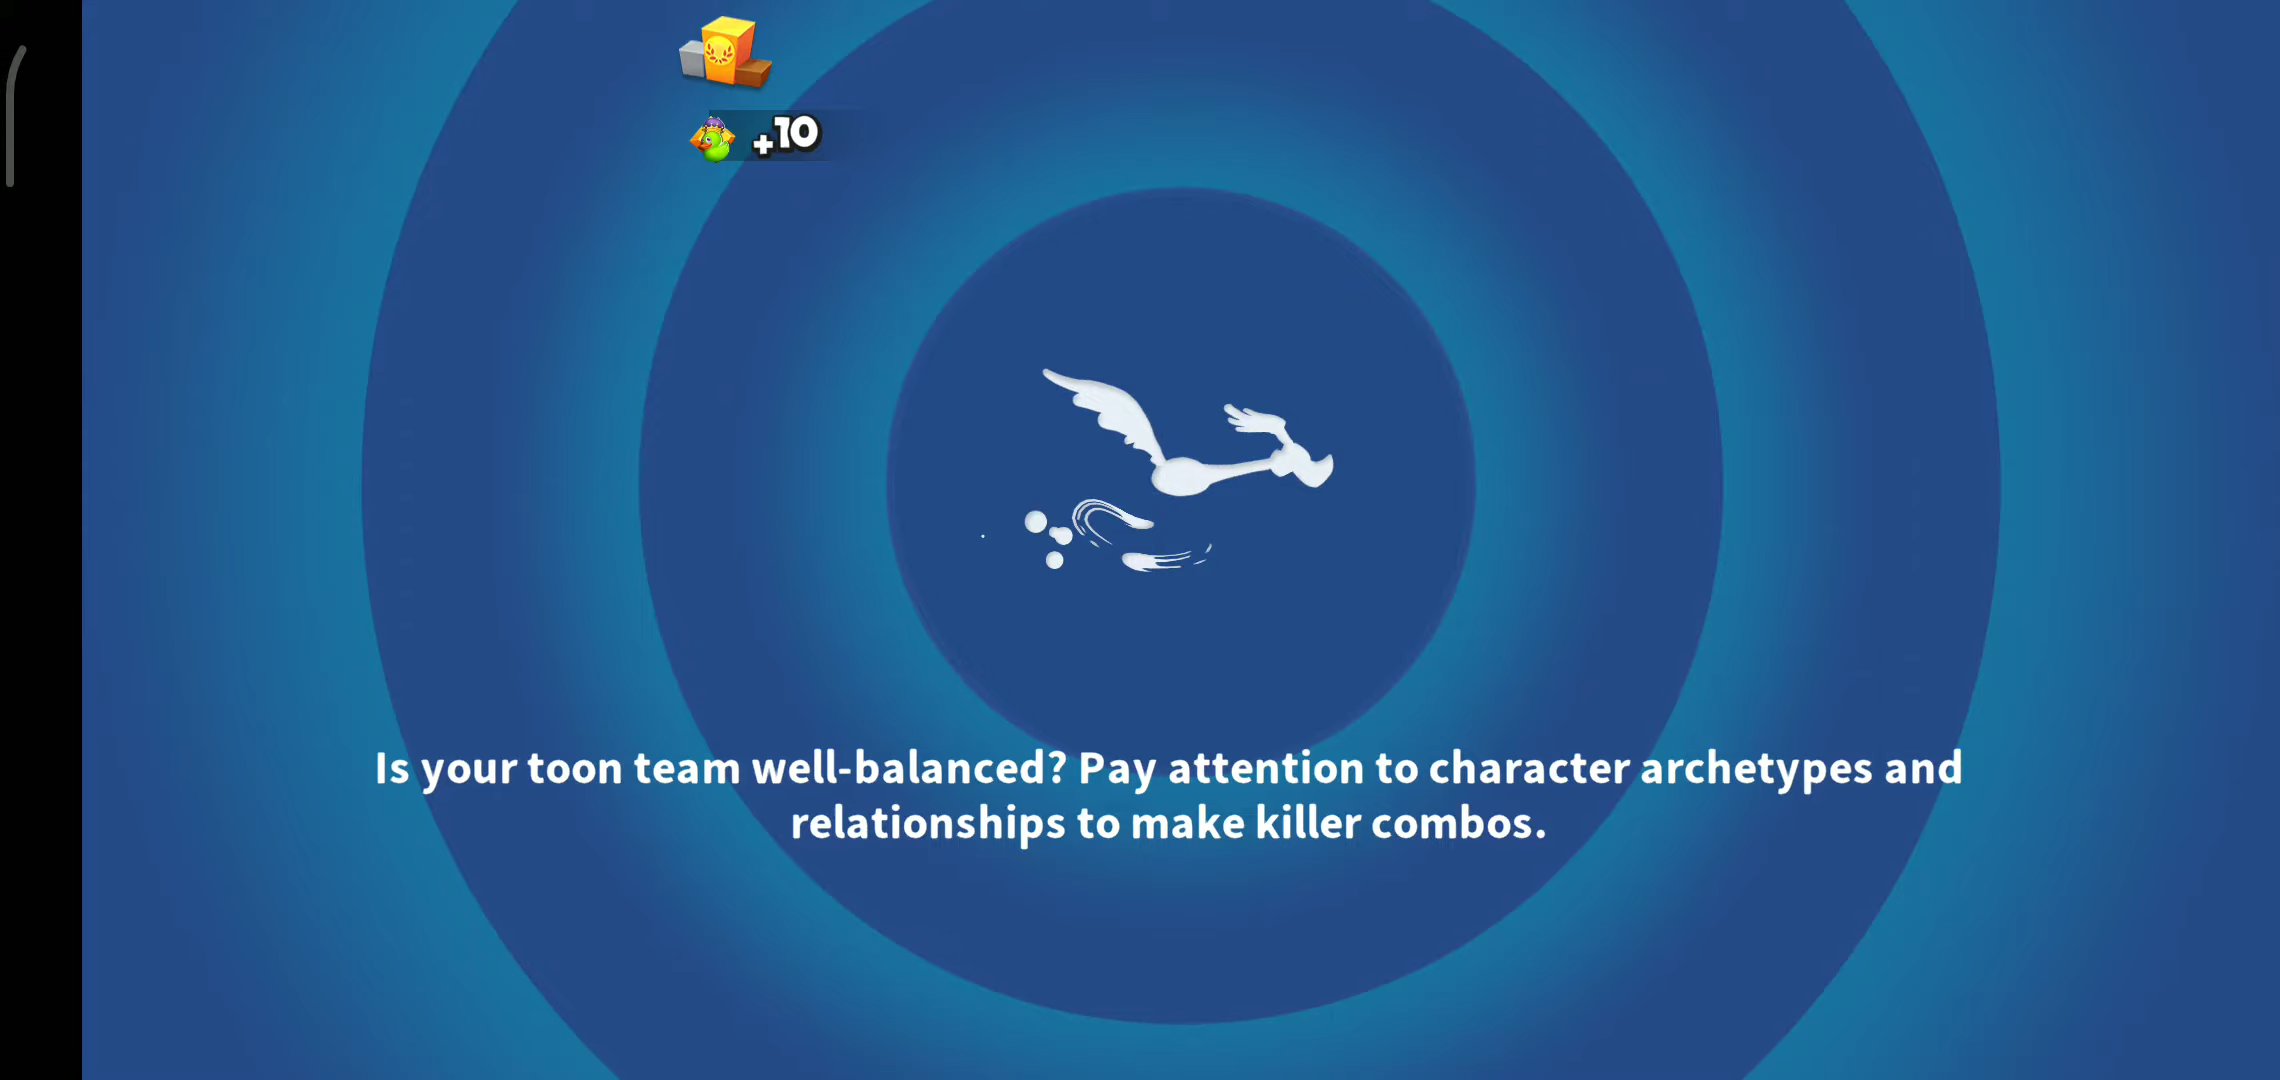 +10
Is your toon team well-balanced? Pay attention to character archetypes and
relationships to make killer combos.